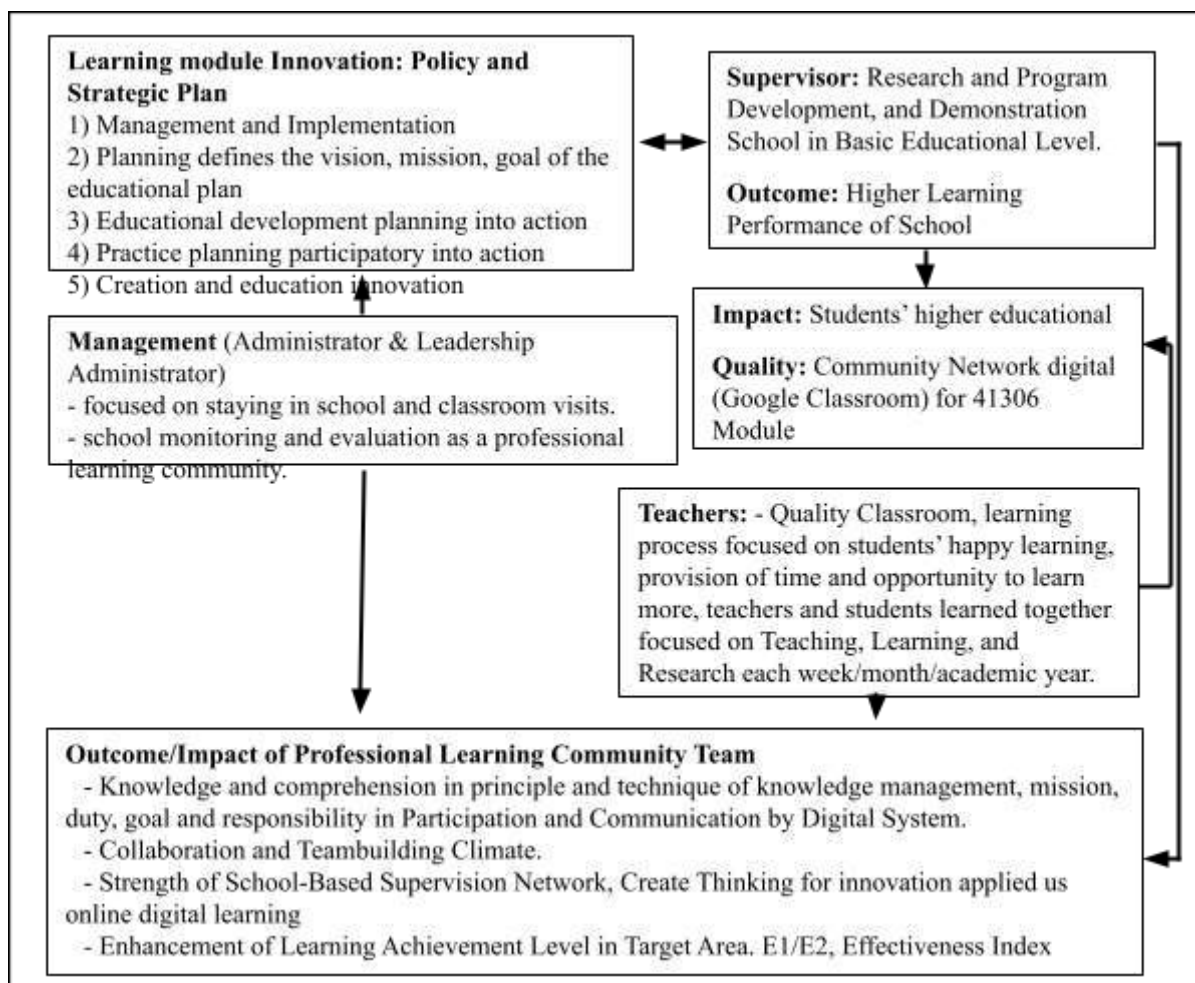 Learning module Innovation: Policy and
Strategic Plan
1) Management and Implementation
2) Planning defines the vision, mission, goal of the
educational plan
3) Educational development planning into action
4) Practice planning participatory into action
5) Creation and education innovation
Supervisor: Research and Program
Development, and Demonstration
School in Basic Educational Level.
Outcome: Higher Learning
Performance of School
Management (Administrator & Leadership
Administrator)
- focused on staying in school and classroom visits.
- school monitoring and evaluation as a professional
learning community.
Impact: Students’ higher educational
Quality: Community Network digital
(Google Classroom) for 41306
Module
Teachers: - Quality Classroom, learning
process focused on students’ happy learning,
provision of time and opportunity to learn
more, teachers and students learned together
focused on Teaching, Learning, and
Research each week/month/academic year.
Outcome/Impact of Professional Learning Community Team
- Knowledge and comprehension in principle and technique of knowledge management, mission,
duty, goal and responsibility in Participation and Communication by Digital System.
- Collaboration and Teambuilding Climate.
- Strength of School-Based Supervision Network, Create Thinking for innovation applied us
online digital learning
- Enhancement of Learning Achievement Level in Target Area. E1/E2, Effectiveness Index